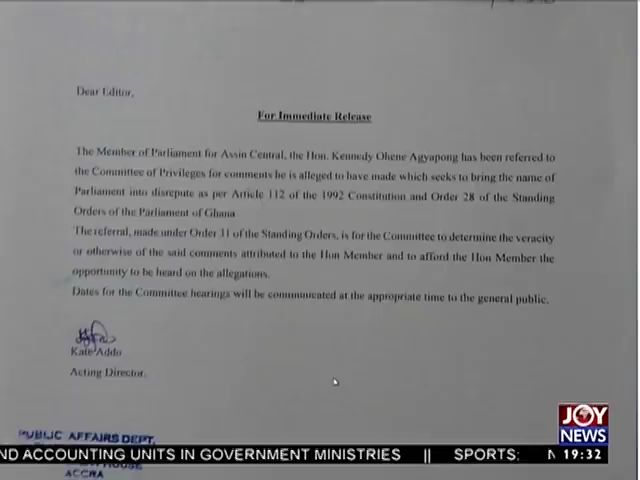 Dear Editor,
For Immediate Release
The Member of Parliament for Assin Central, the Hon. Kennedy Ohene Agyapong has been referred to
the Committee of Privileges for comments he is alleged to have made which seeks to bring the name of
Parliament into disrepute as per Article 112 of the 1992 Constitution and Order 28 of the Standing
Orders of the Parliament of Ghana
The referral, made under Order 31 of the Standing Orders, is for the Committee to determine the veracity
or otherwise of the said comments attributed to the Hon Member and to afford the Hon Member the
opportunity to be heard on the allegations.
Dates for the Committee hearings will be communicated at the appropriate time to the general public.
Kate Addo
Acting Director.
PUBLIC AFFAIRS DEPT,
ACCRA
JOY
NEWS
ND ACCOUNTING UNITS IN GOVERNMENT MINISTRIES || SPORTS: N 19:32